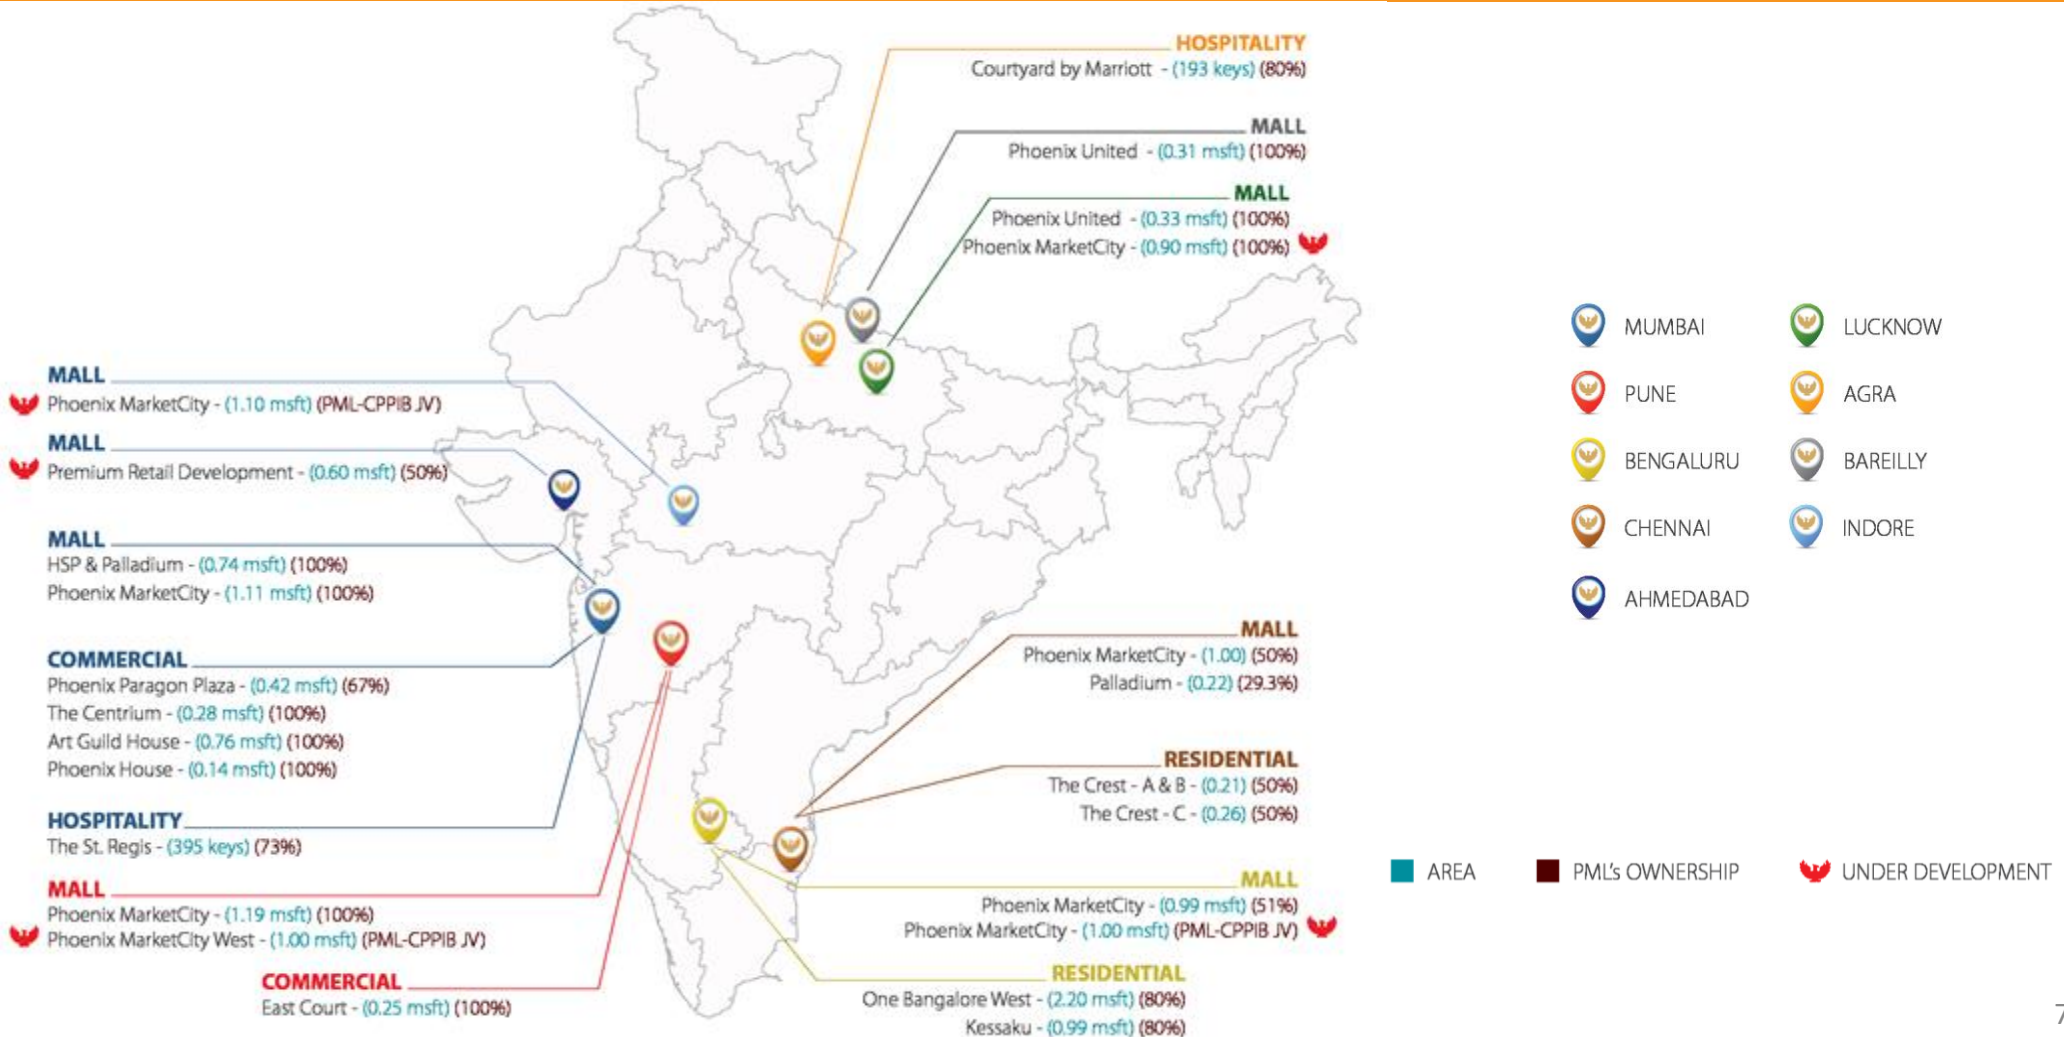 HOSPITALITY
Courtyard by Marriott - (193 keys) (80%)
MALL
Phoenix United - (0.31 msft) (100%)
MALL
Phoenix United - (0.33 msft) (100%)
Phoenix MarketCity - (0.90 msft) (100%)
MALL
Phoenix MarketCity - (1.10 msft) (PML-CPPIB JV)
MALL
Premium Retail Development - (0.60 msft) (50%)
MALL
HSP & Palladium - (0.74 msft) (100%)
Phoenix MarketCity - (1.11 msft) (100%)
COMMERCIAL
Phoenix Paragon Plaza - (0.42 msft) (67%)
The Centrium - (0.28 msft) (100%)
Art Guild House - (0.76 msft) (100%)
Phoenix House - (0.14 msft) (100%)
HOSPITALITY
The St. Regis - (395 keys) (73%)
MALL
Phoenix MarketCity - (1.19 msft) (100%)
Phoenix MarketCity West - (1.00 msft) (PML-CPPIB JV)
COMMERCIAL
East Court - (0.25 msft) (100%)
MALL
Phoenix MarketCity - (1.00) (50%)
Palladium - (0.22) (29.3%)
RESIDENTIAL
The Crest - A & B - (0.21) (50%)
The Crest - C - (0.26) (50%)
MALL
Phoenix MarketCity - (0.99 msft) (51%)
Phoenix MarketCity - (1.00 msft) (PML-CPPIB JV)
RESIDENTIAL
One Bangalore West - (2.20 msft) (80%)
Kessaku - (0.99 msft) (80%)
MUMBAI
LUCKNOW
PUNE
AGRA
BENGALURU
BAREILLY
CHENNAI
INDORE
AHMEDABAD
AREA
PML's OWNERSHIP
UNDER DEVELOPMENT
7